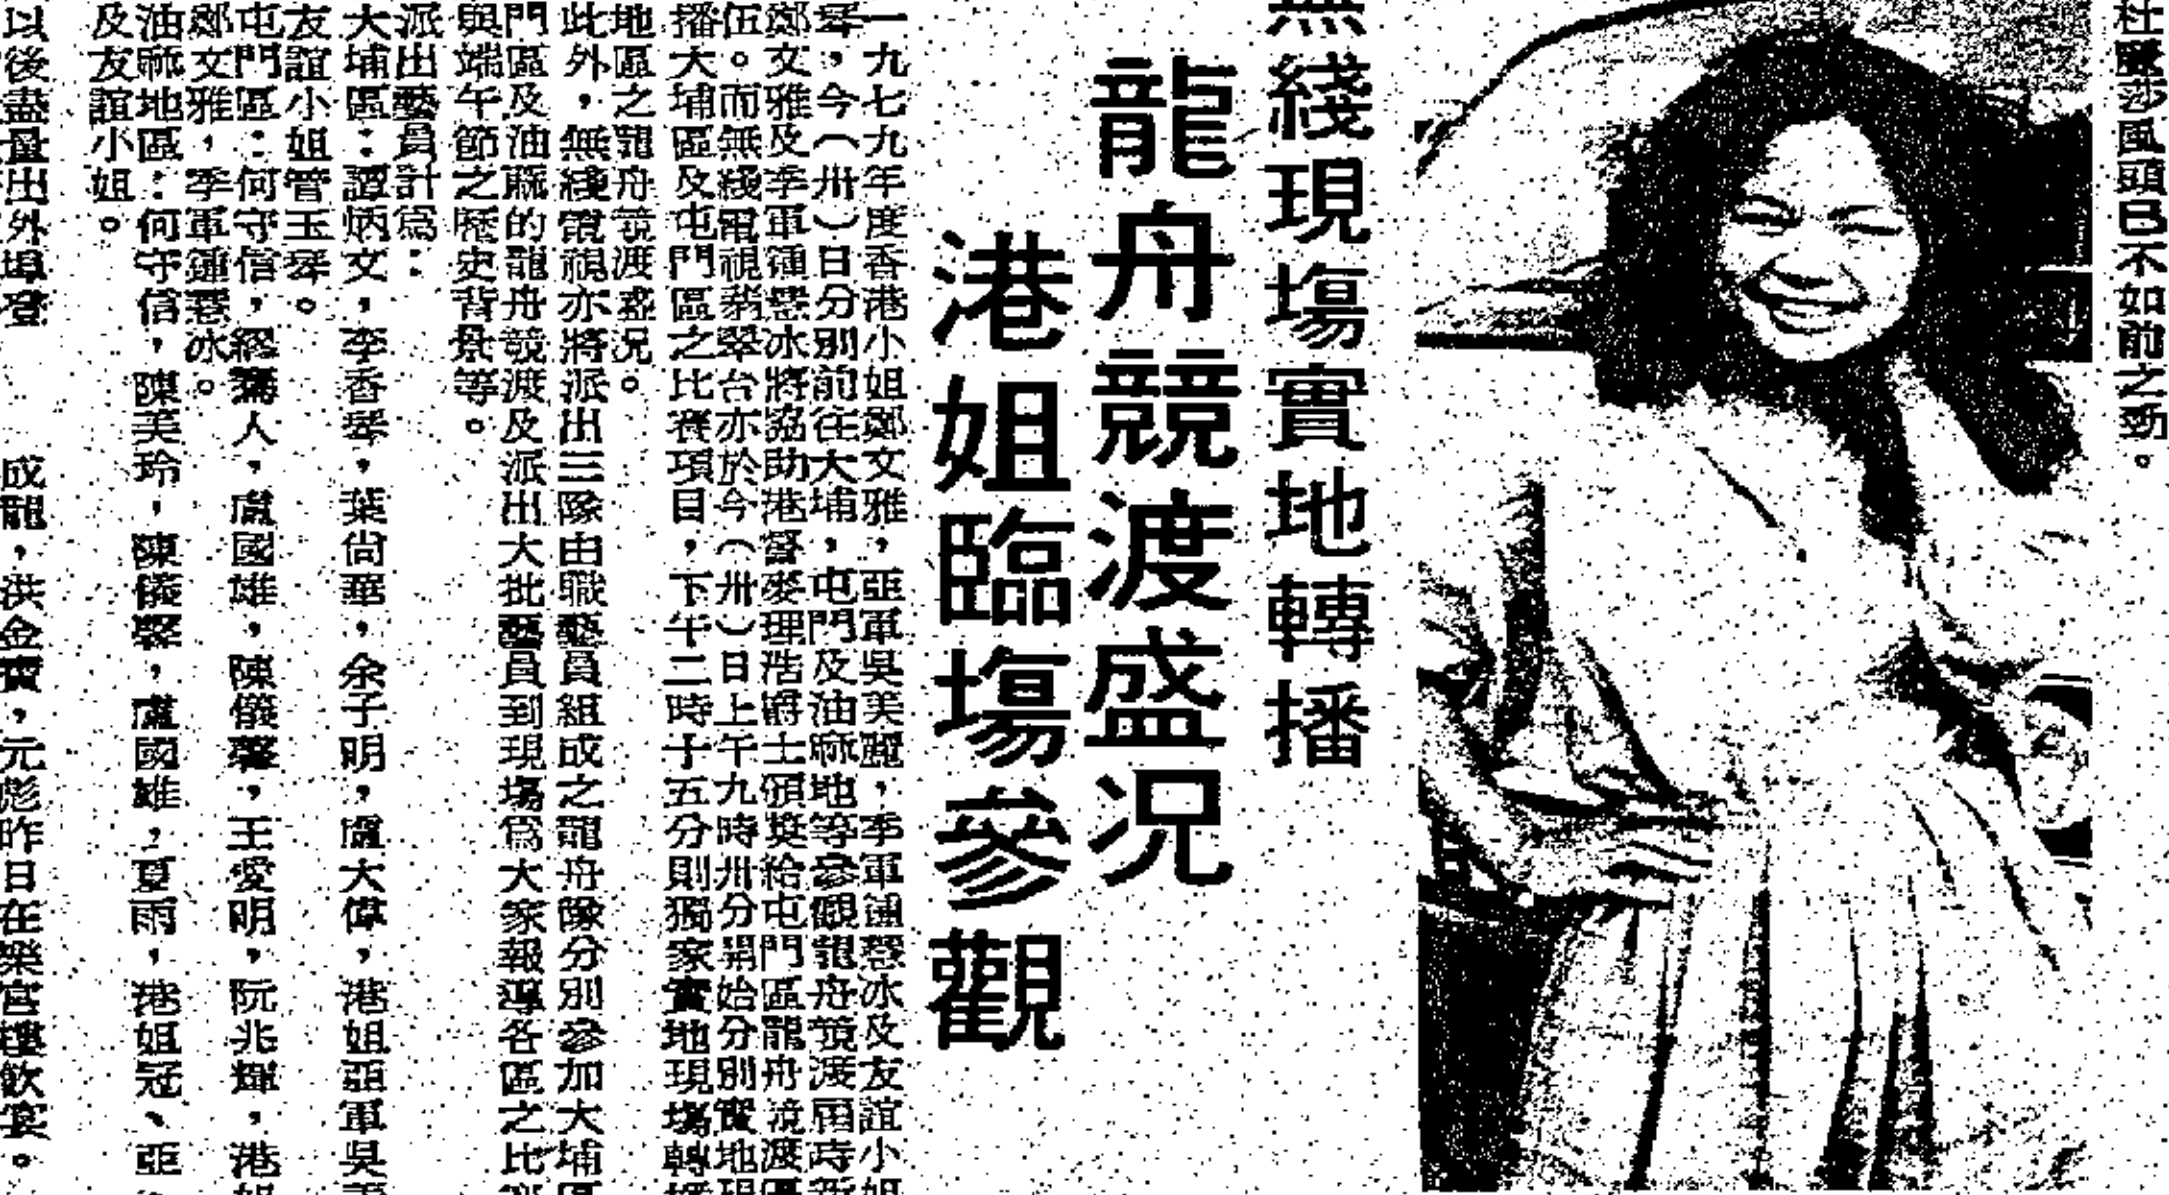 杜麗莎風頭已不如前之勁。
無綫現場實地轉播
龍舟競渡盛況
港姐臨場參觀
一九七九年度香港小姐鄭文雅，亞軍吳美麗，季軍鍾慧冰及友誼小姐
琴，今（卅）日分別前往大埔，屯門及油蔴地等參觀龍舟競渡
鄭文雅及季軍鍾慧冰將協助港督麥理浩爵士頒獎給屯門區龍舟競渡優
伍。而無綫電視翡翠台亦於今（卅）日上午九時卅分開始分別實地現
播大埔區及屯門區之比賽項目，下午二時十五分則獨家實地現場轉播
地區之龍舟競渡盛况。
此外，無綫電視亦將派出三隊由職藝員組成之龍舟隊分別參加大埔區
門區及油蔴的龍舟競渡及派出大批藝員到現場爲大家報導各區之比
與端午節之歷史背景等。
派出藝員計爲：
大埔區：譚炳文，李香琴，葉尙華，余子明，盧大偉，港姐亞軍吳美
友誼小姐管玉琴。
屯門區：何守信，繆騫人，盧國雄，陳儀馨，王愛明，阮兆輝，港姐
鄭文雅，季軍鍾慧冰。
油蔴地區：何守信，陳美玲，陳儀馨，盧國雄，夏雨，港姐冠、亞、
及友誼小姐。
以後盡量出外埠登
成龍，洪金寶，元彪昨日在樂宮樓飲宴。